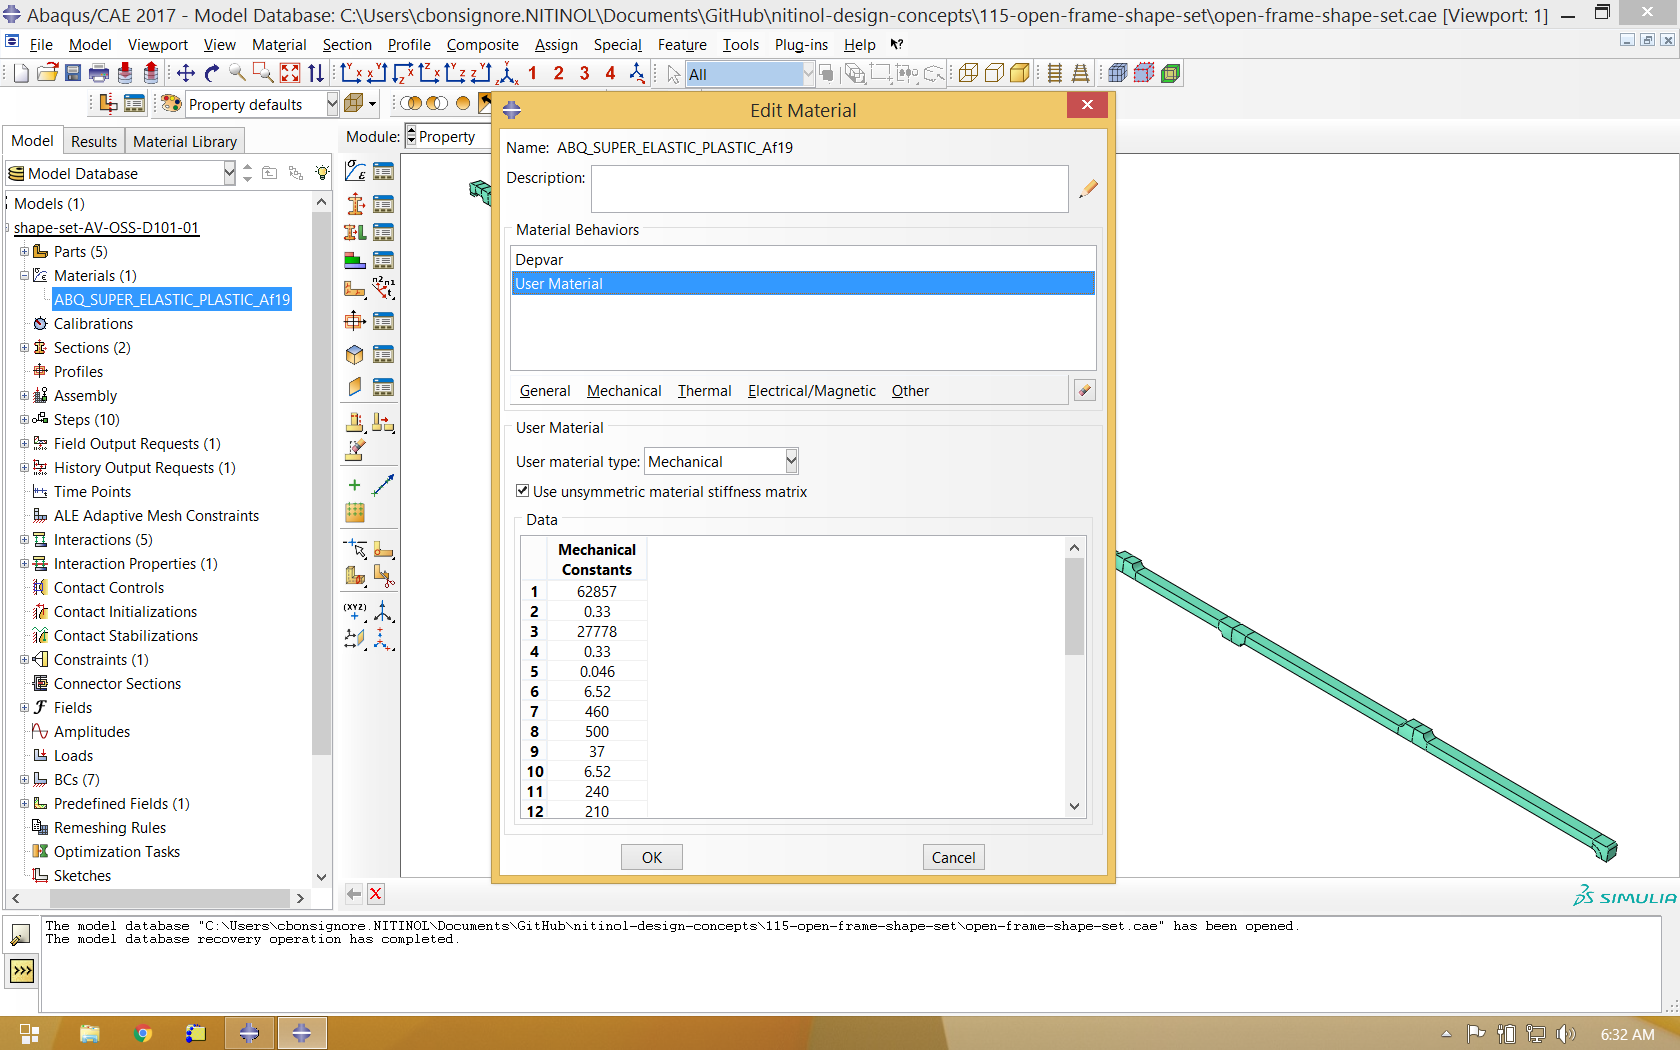 Abaqus/CAE 2017 - Model Database: C:\Users\cbonsignore.NITINOL\Documents\GitHub\nitinol-design-concepts\115-open-frame-shape-set\open-frame-shape-set.cae [Viewport: 1]
File Model Viewport View Material Section Profile Composite Assign Special Feature Tools Plug-ins Help
1 2 3 4 All
Property defaults
Model Results Material Library
Module: Property
Model Database
Models (1)
shape-set-AV-OSS-D101-01
Parts (5)
Materials (1)
ABQ_SUPER_ELASTIC_PLASTIC_Af19
Calibrations
Sections (2)
Profiles
Assembly
Steps (10)
Field Output Requests (1)
History Output Requests (1)
Time Points
ALE Adaptive Mesh Constraints
Interactions (5)
Interaction Properties (1)
Contact Controls
Contact Initializations
Contact Stabilizations
Constraints (1)
Connector Sections
Fields
Amplitudes
Loads
BCs (7)
Predefined Fields (1)
Remeshing Rules
Optimization Tasks
Sketches
(XYZ)
Edit Material
Name: ABQ_SUPER_ELASTIC_PLASTIC_Af19
Description:
Material Behaviors
Depvar
User Material
General Mechanical Thermal Electrical/Magnetic Other
User Material
User material type: Mechanical
Use unsymmetric material stiffness matrix
Data
Mechanical
Constants
1 62857
2 0.33
3 27778
4 0.33
5 0.046
6 6.52
7 460
8 500
9 37
10 6.52
11 240
12 210
OK Cancel
SIMULIA
The model database "C:\Users\cbonsignore.NITINOL\Documents\GitHub\nitinol-design-concepts\115-open-frame-shape-set\open-frame-shape-set.cae" has been opened.
The model database recovery operation has completed.
>>>
6:32 AM